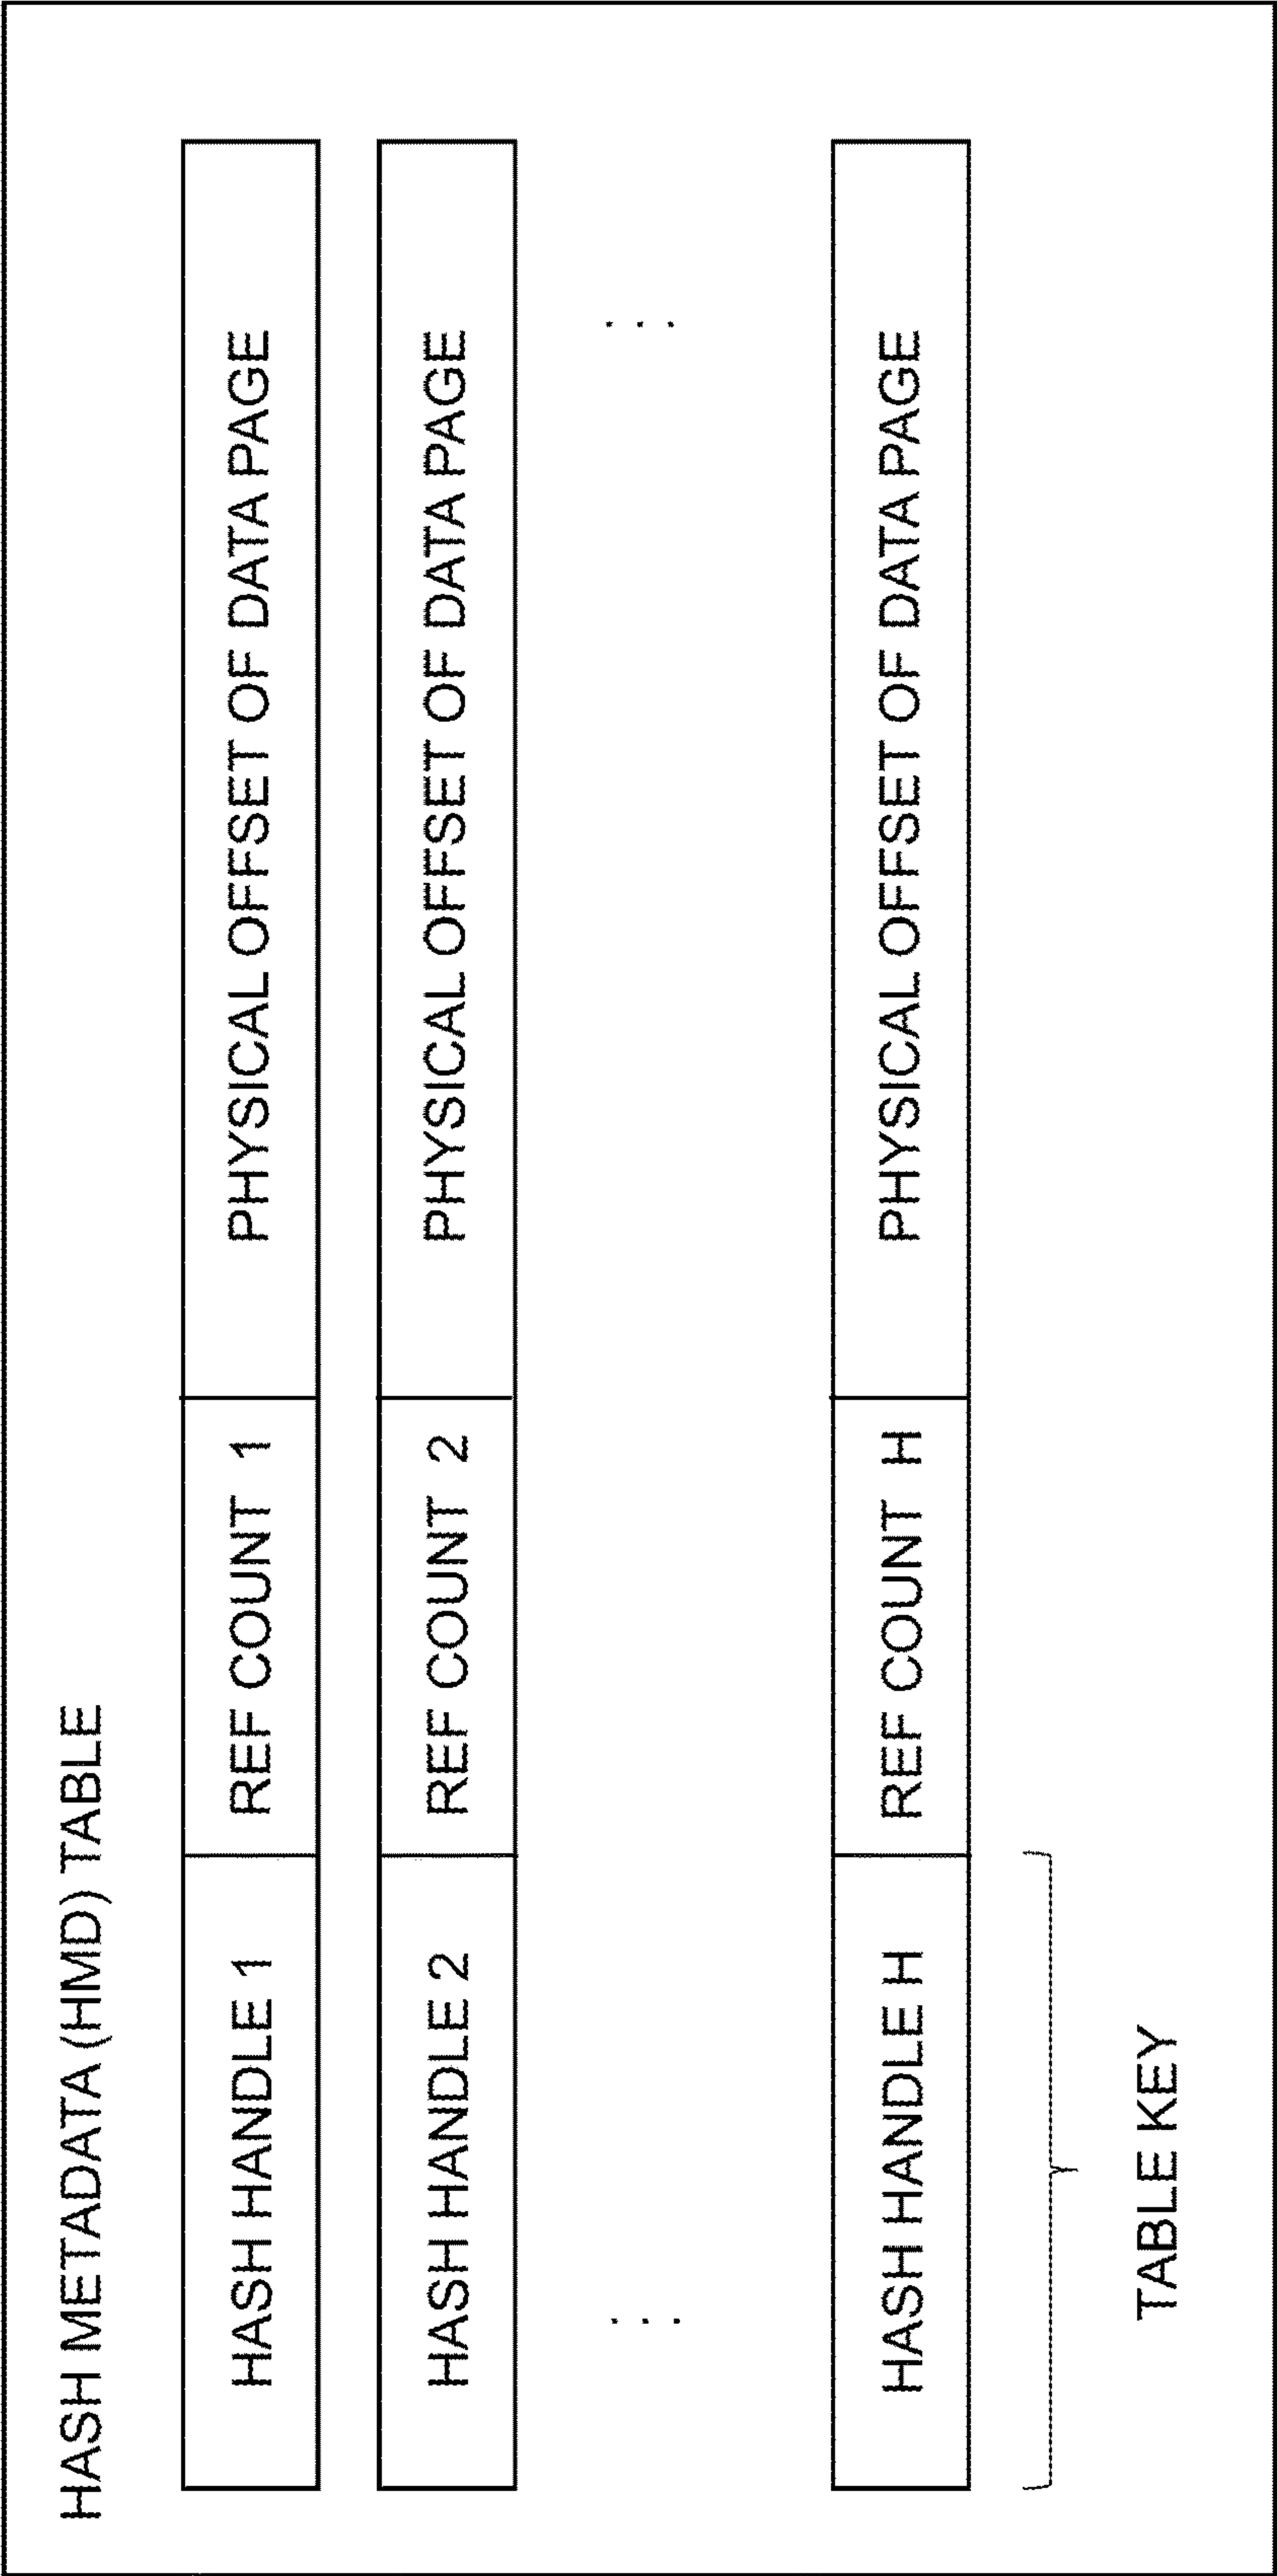 HASH METADATA (HMD) TABLE
HASH HANDLE 1 REF COUNT 1 PHYSICAL OFFSET OF DATA PAGE
HASH HANDLE 2 REF COUNT 2 PHYSICAL OFFSET OF DATA PAGE
. . . . . .
HASH HANDLE H REF COUNT H PHYSICAL OFFSET OF DATA PAGE
TABLE KEY